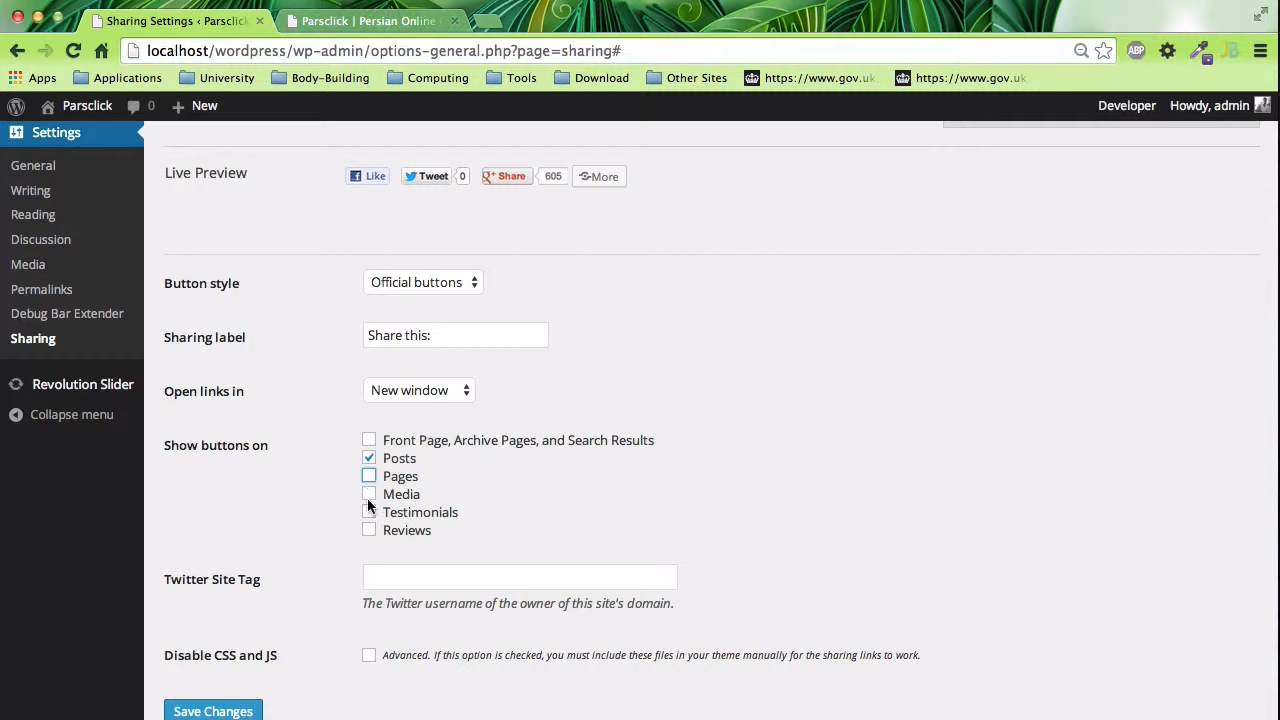 Sharing Settings ‹ Parsclick
Parsclick | Persian Online
localhost/wordpress/wp-admin/options-general.php?page=sharing#
ABP
JB
Apps Applications University Body-Building Computing Tools Download Other Sites https://www.gov.uk https://www.gov.uk
Parsclick 0 New Developer Howdy, admin
Settings
General
Writing
Reading
Discussion
Media
Permalinks
Debug Bar Extender
Sharing
Revolution Slider
Collapse menu
Live Preview Like Tweet 0 Share 605 More
Button style Official buttons
Sharing label Share this:
Open links in New window
Show buttons on
Front Page, Archive Pages, and Search Results
Posts
Pages
Media
Testimonials
Reviews
Twitter Site Tag
The Twitter username of the owner of this site's domain.
Disable CSS and JS Advanced. If this option is checked, you must include these files in your theme manually for the sharing links to work.
Save Changes